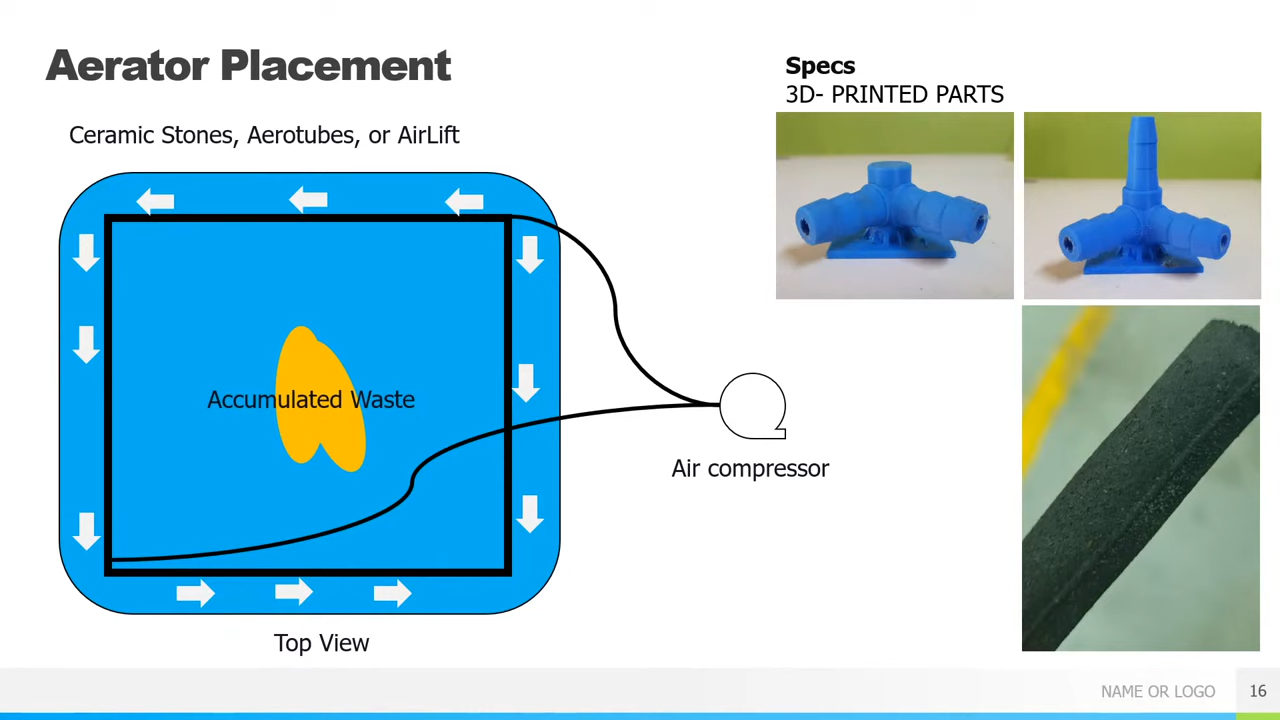 Aerator Placement
Ceramic Stones, Aerotubes, or AirLift
Accumulated Waste
Top View
Air compressor
Specs
3D- PRINTED PARTS
NAME OR LOGO
16